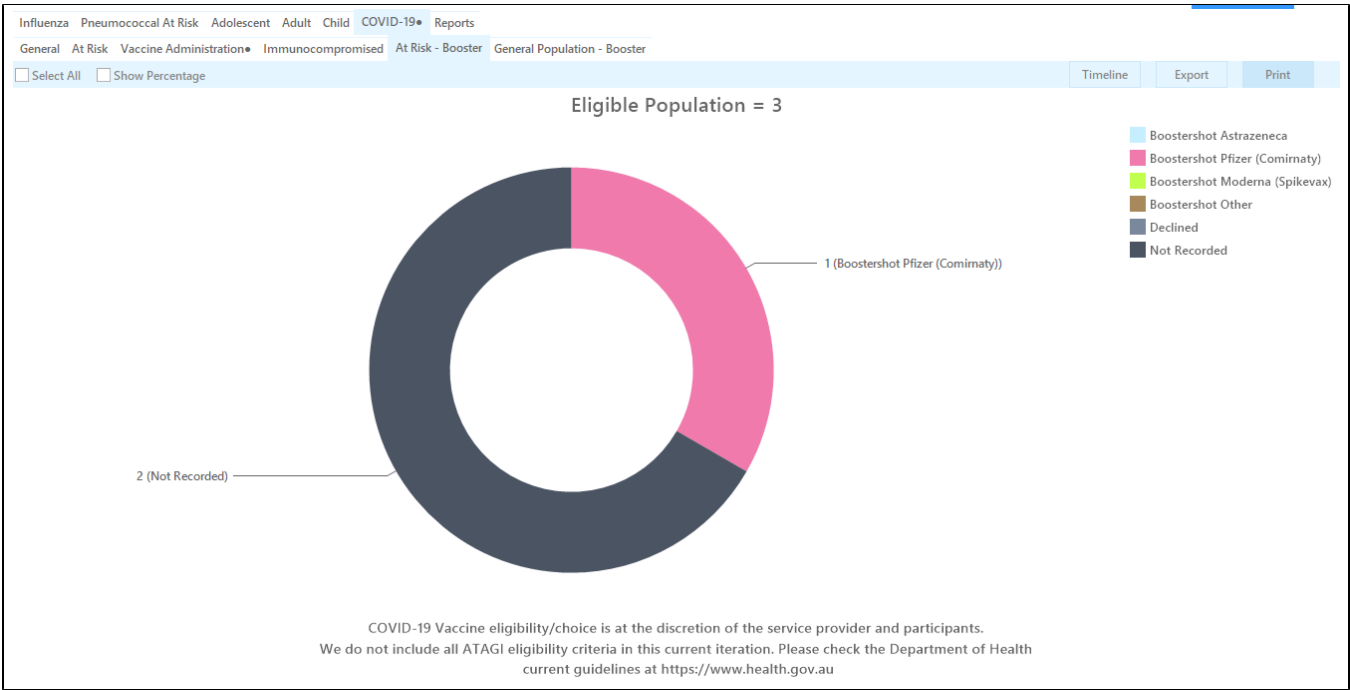 Influenza Pneumococcal At Risk Adolescent Adult Child COVID-19● Reports
General At Risk Vaccine Administration● Immunocompromised At Risk - Booster General Population - Booster
Select All Show Percentage Timeline Export Print
Eligible Population = 3
Boostershot Astrazeneca
Boostershot Pfizer (Comirnaty)
Boostershot Moderna (Spikevax)
Boostershot Other
Declined
Not Recorded
1 (Boostershot Pfizer (Comirnaty))
2 (Not Recorded)
COVID-19 Vaccine eligibility/choice is at the discretion of the service provider and participants.
We do not include all ATAGI eligibility criteria in this current iteration. Please check the Department of Health
current guidelines at https://www.health.gov.au